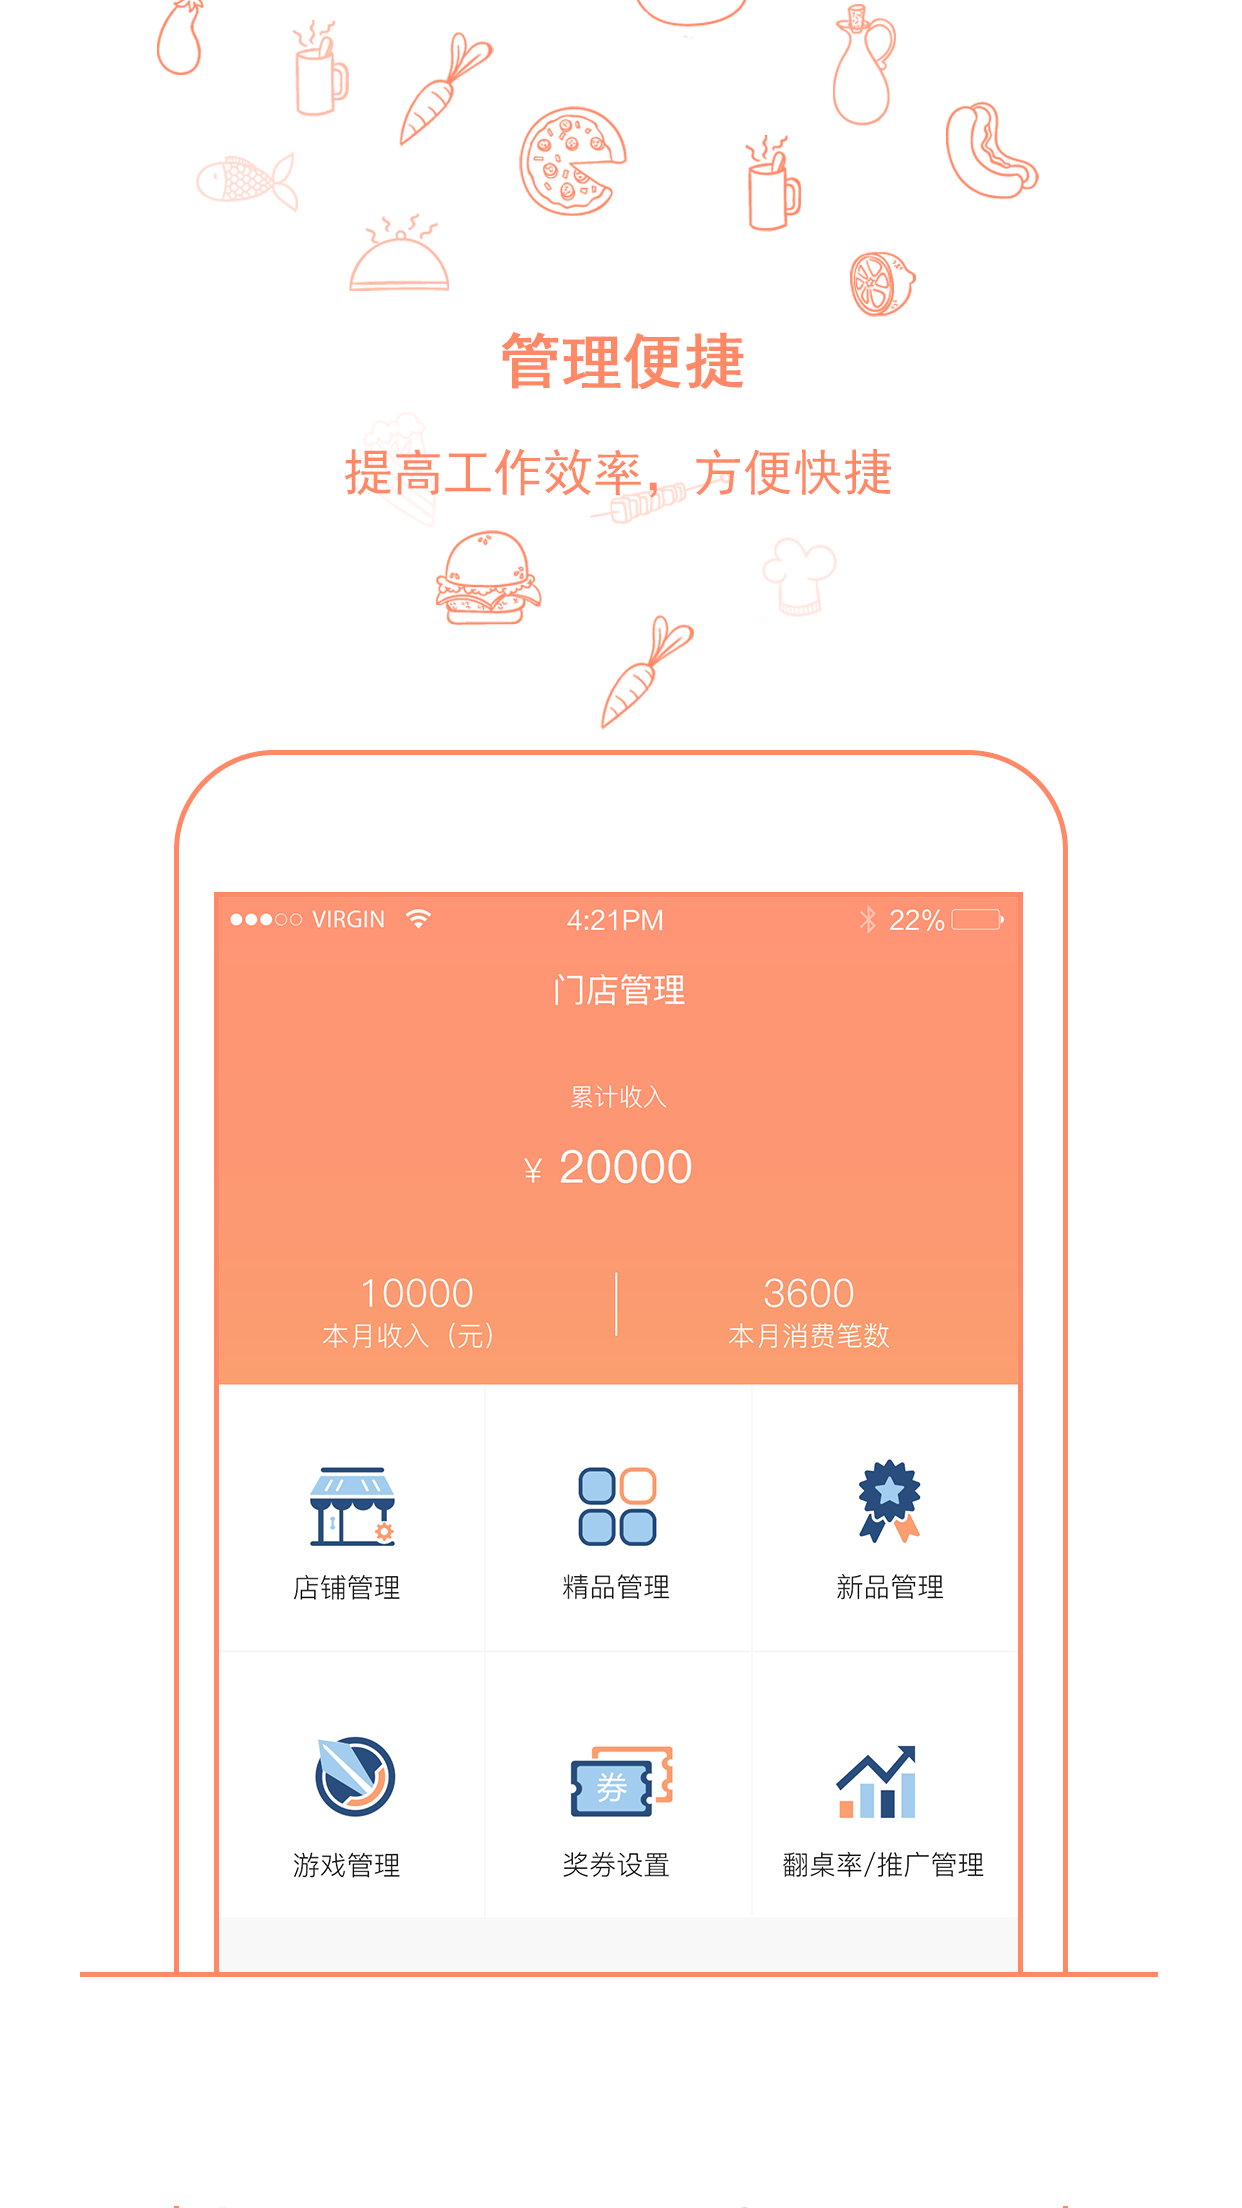 管理便捷
提高工作效率，方便快捷
VIRGIN 4:21PM 22%
门店管理
累计收入
¥ 20000
10000 3600
本月收入（元） 本月消费笔数
店铺管理 精品管理 新品管理
券
游戏管理 奖券设置 翻桌率/推广管理